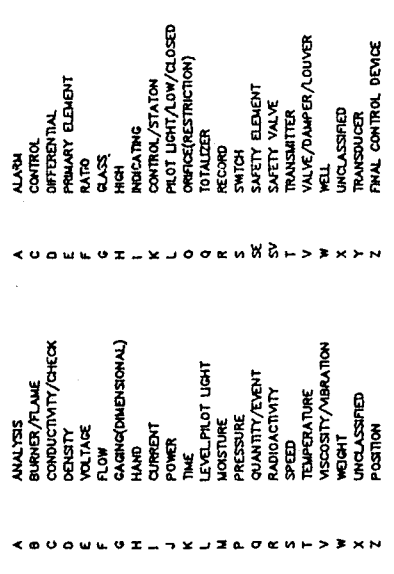 A ANALYSIS A ALARM
B BURNER/FLAME C CONTROL
C CONDUCTIVITY/CHECK D DIFFERENTIAL
D DENSITY E PRIMARY ELEMENT
E VOLTAGE F RATIO
F FLOW G GLASS
G GAGING(DIMENSIONAL) H HIGH
H HAND I INDICATING
I CURRENT K CONTROL/STATON
J POWER L PILOT LIGHT/LOW/CLOSED
K TIME O ORIFICE(RESTRICTION)
L LEVELPILOT LIGHT Q TOTALIZER
M MOISTURE R RECORD
P PRESSURE S SWITCH
Q QUANTITY/EVENT SE SAFETY ELEMENT
R RADIOACTIVITY SV SAFETY VALVE
S SPEED T TRANSMITTER
T TEMPERATURE V VALVE/DAMPER/LOUVER
V VISCOSITY/VIBRATION W WELL
W WEIGHT X UNCLASSIFIED
X UNCLASSIFIED Y TRANSDUCER
Z POSITION Z FINAL CONTROL DEVICE